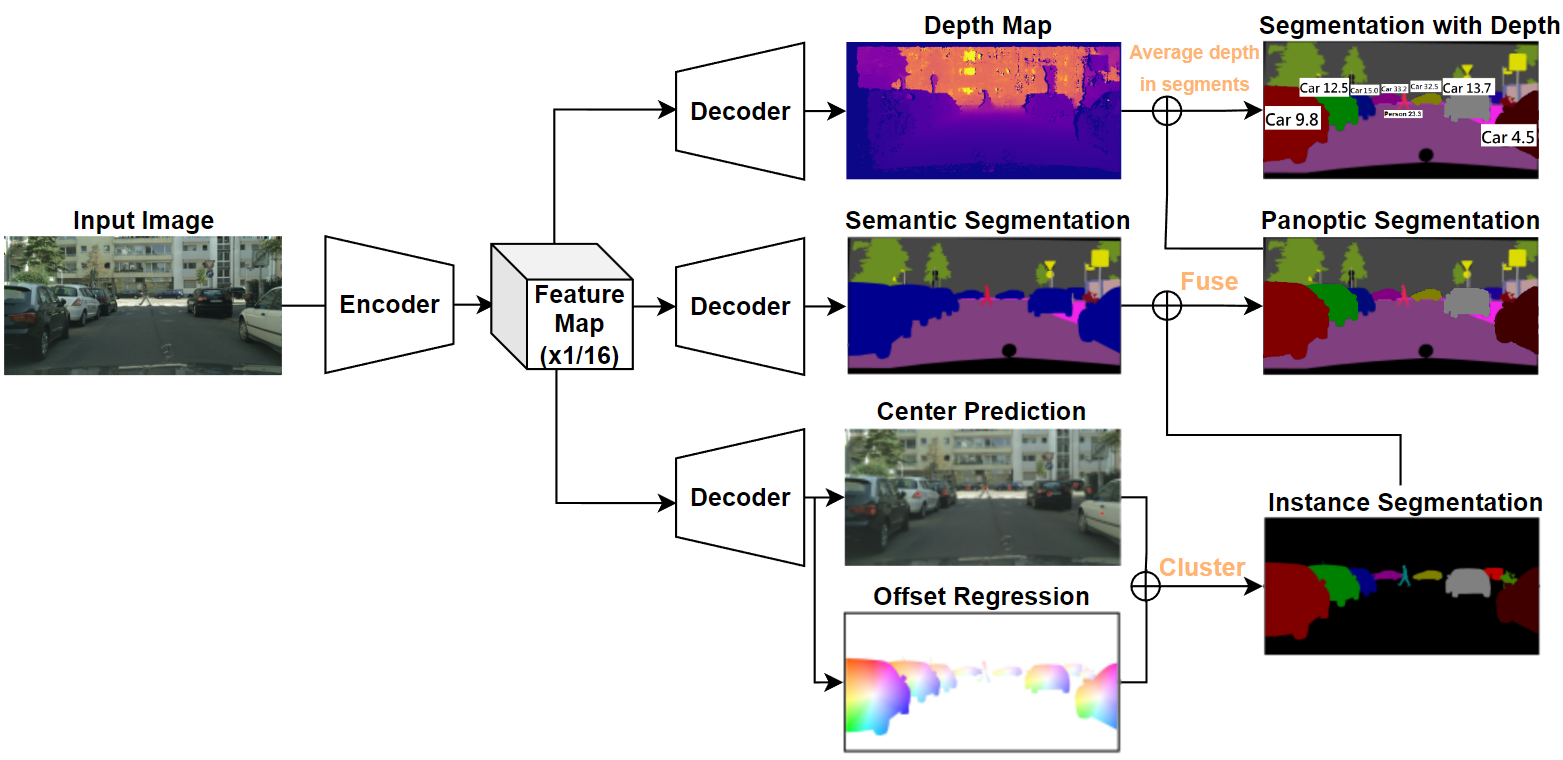 Depth Map
Segmentation with Depth
Average depth
in segments
Decoder
Car 12.5
Car 15.0
Car 33.2
Car 32.5
Car 13.7
Car 9.8
Person 23.3
Car 4.5
Input Image
Semantic Segmentation
Panoptic Segmentation
Encoder
Feature
Map
(x1/16)
Decoder
Fuse
Center Prediction
Decoder
Instance Segmentation
Cluster
Offset Regression